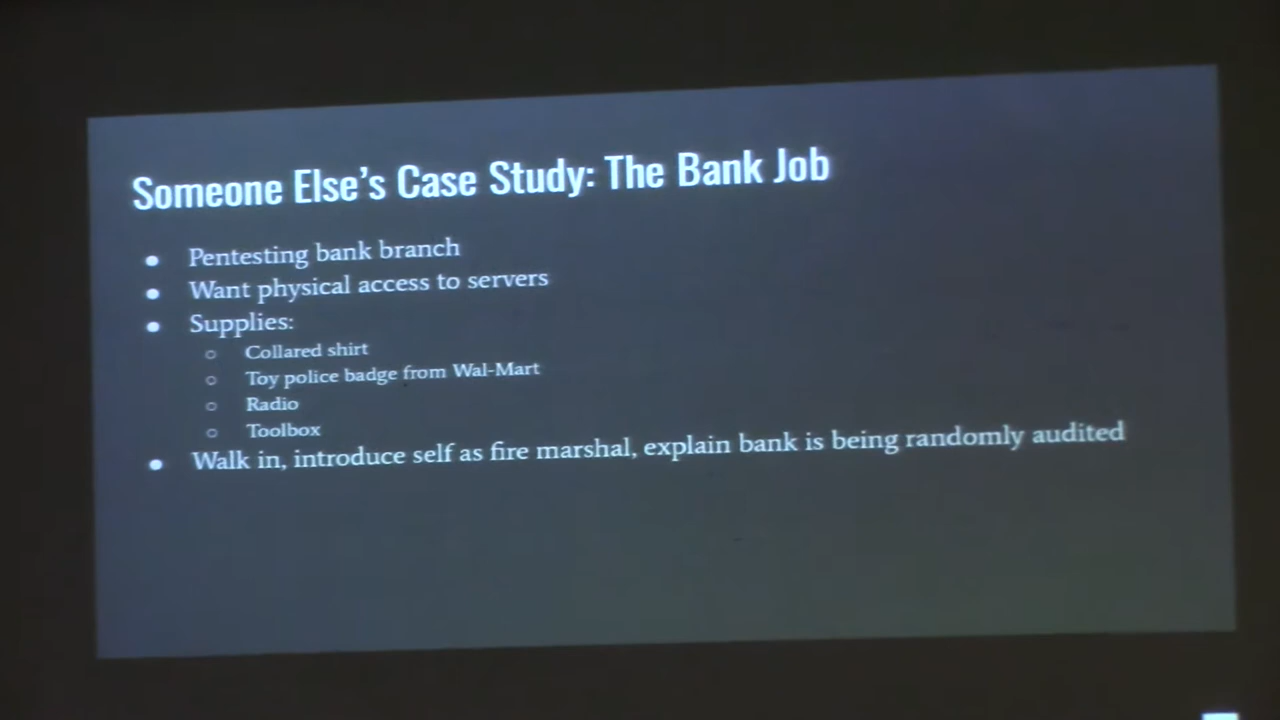 Someone Else's Case Study: The Bank Job
● Pentesting bank branch
● Want physical access to servers
● Supplies:
○ Collared shirt
○ Toy police badge from Wal-Mart
○ Radio
○ Toolbox
● Walk in, introduce self as fire marshal, explain bank is being randomly audited